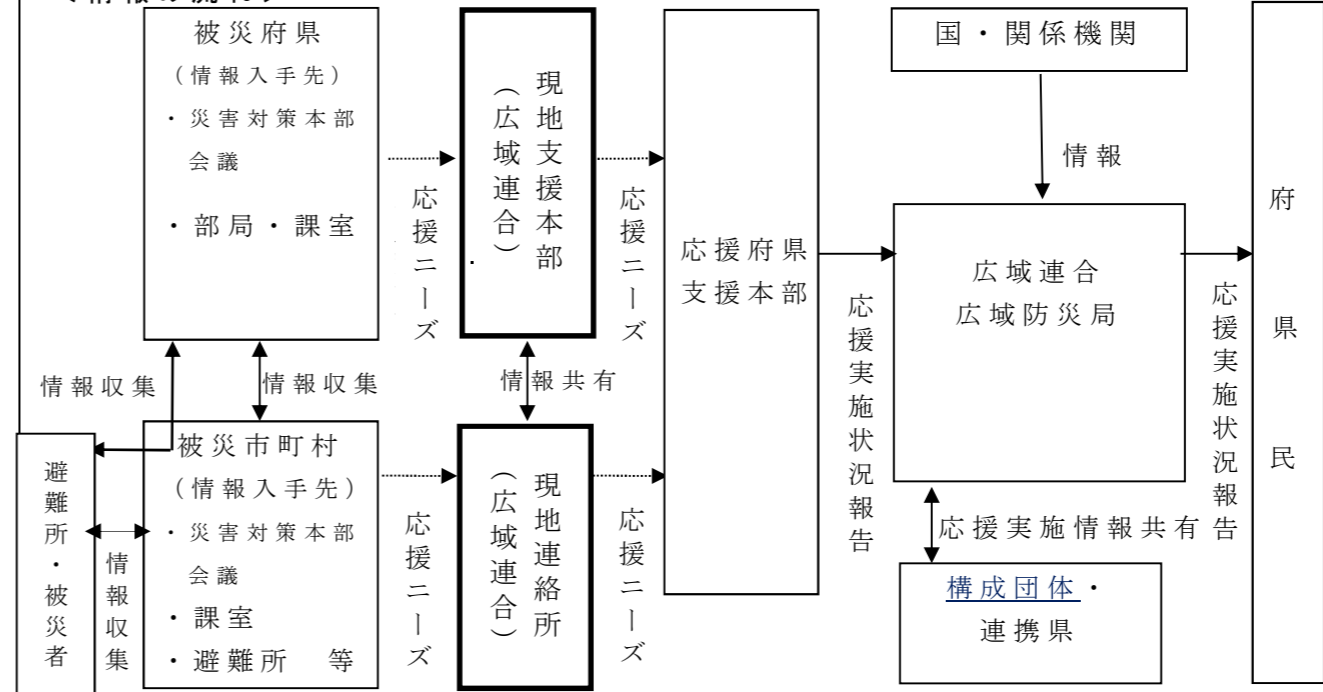 被災府県
(情報入手先)
・災害対策本部
会議
・部局・課室
応援ニーズ
現地支援本部
(広域連合)
応援ニーズ
応援府県
支援本部
国・関係機関
情報
広域連合
広域防災局
応援実施状況報告
応援実施状況報告
府県民
情報収集
情報収集
情報共有
避難所・被災者
情報収集
被災市町村
(情報入手先)
・災害対策本部
会議
・課室
・避難所 等
応援ニーズ
現地連絡所
(広域連合)
応援ニーズ
応援実施情報共有
構成団体・
連携県